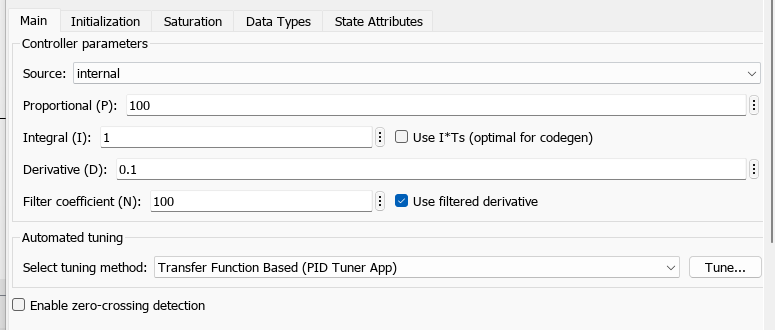 Main Initialization Saturation Data Types State Attributes
Controller parameters
Source: internal
Proportional (P): 100
Integral (I): 1 Use I*Ts (optimal for codegen)
Derivative (D): 0.1
Filter coefficient (N): 100 Use filtered derivative
Automated tuning
Select tuning method: Transfer Function Based (PID Tuner App) Tune...
Enable zero-crossing detection